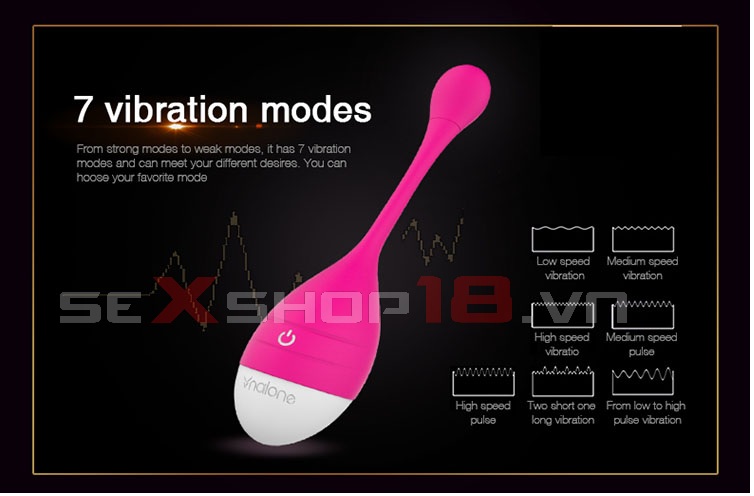 7 vibration modes
From strong modes to weak modes, it has 7 vibration
modes and can meet your different desires. You can
hoose your favorite mode
Low speed
vibration
Medium speed
vibration
seXshop18.vn
High speed
vibratio
Medium speed
pulse
nalone
High speed
pulse
Two short one
long vibration
From low to high
pulse vibration